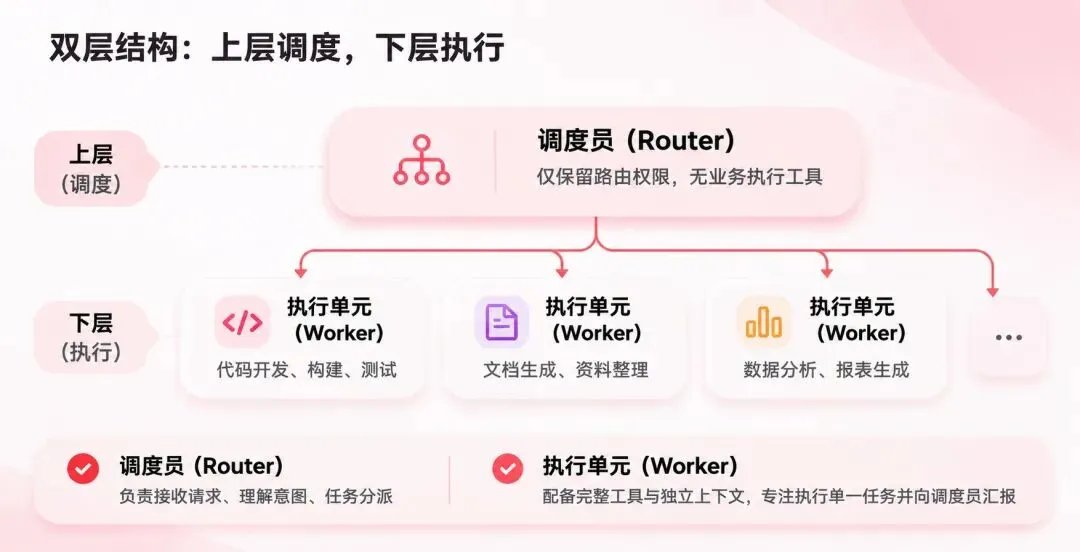 双层结构：上层调度，下层执行
上层
（调度）
调度员（Router）
仅保留路由权限，无业务执行工具
下层
（执行）
</>
执行单元
（Worker）
代码开发、构建、测试
执行单元
（Worker）
文档生成、资料整理
执行单元
（Worker）
数据分析、报表生成
...
调度员（Router）
负责接收请求、理解意图、任务分派
执行单元（Worker）
配备完整工具与独立上下文，专注执行单一任务并向调度员汇报